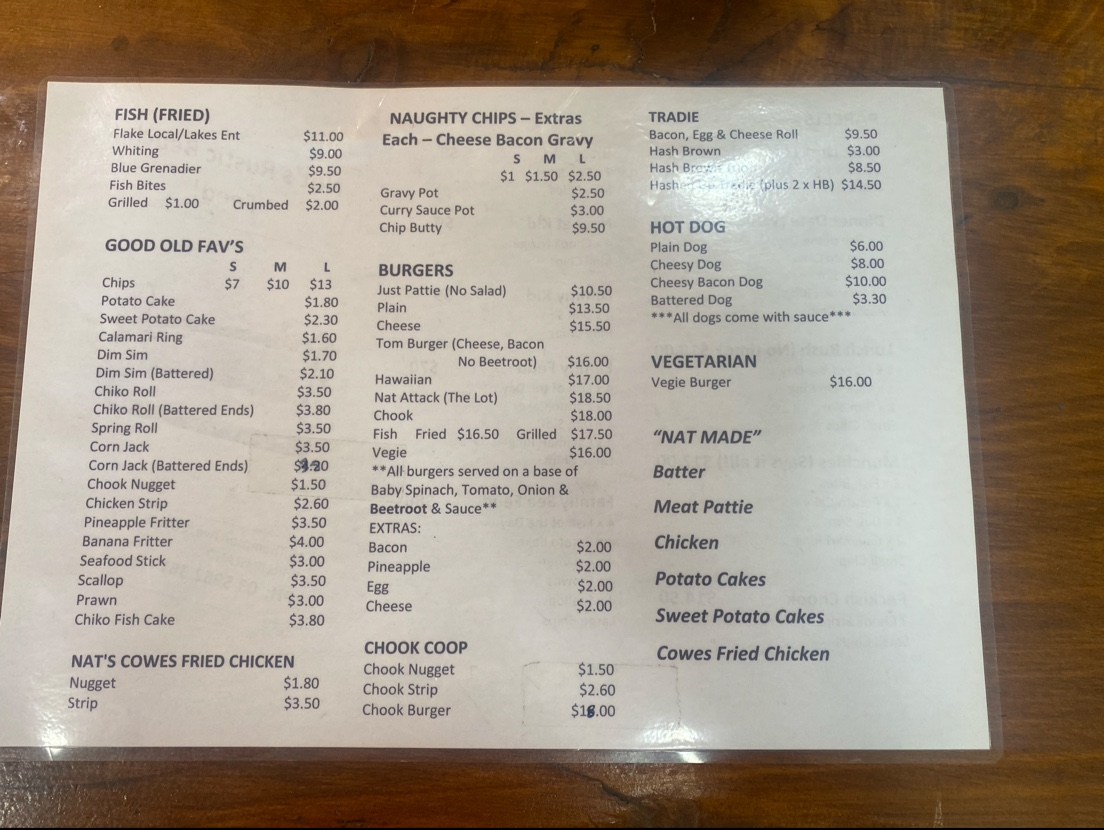 FISH (FRIED)
Flake Local/Lakes Ent $11.00
Whiting $9.00
Blue Grenadier $9.50
Fish Bites $2.50
Grilled $1.00 Crumbed $2.00
GOOD OLD FAV'S
S M L
Chips $7 $10 $13
Potato Cake $1.80
Sweet Potato Cake $2.30
Calamari Ring $1.60
Dim Sim $1.70
Dim Sim (Battered) $2.10
Chiko Roll $3.50
Chiko Roll (Battered Ends) $3.80
Spring Roll $3.50
Corn Jack $3.50
Corn Jack (Battered Ends)
Chook Nugget $1.50
Chicken Strip $2.60
Pineapple Fritter $3.50
Banana Fritter $4.00
Seafood Stick $3.00
Scallop $3.50
Prawn $3.00
Chiko Fish Cake $3.80
NAT'S COWES FRIED CHICKEN
Nugget $1.80
Strip $3.50
NAUGHTY CHIPS – Extras
Each – Cheese Bacon Gravy
S M L
$1 $1.50 $2.50
Gravy Pot $2.50
Curry Sauce Pot $3.00
Chip Butty $9.50
BURGERS
Just Pattie (No Salad) $10.50
Plain $13.50
Cheese $15.50
Tom Burger (Cheese, Bacon
No Beetroot) $16.00
Hawaiian $17.00
Nat Attack (The Lot) $18.50
Chook $18.00
Fish Fried $16.50 Grilled $17.50
Vegie $16.00
**All burgers served on a base of
Baby Spinach, Tomato, Onion &
Beetroot & Sauce**
EXTRAS:
Bacon $2.00
Pineapple $2.00
Egg $2.00
Cheese $2.00
CHOOK COOP
Chook Nugget $1.50
Chook Strip $2.60
Chook Burger
TRADIE
Bacon, Egg & Cheese Roll $9.50
Hash Brown $3.00
Hash Brown $8.50
Tradie (plus 2 x HB) $14.50
HOT DOG
Plain Dog $6.00
Cheesy Dog $8.00
Cheesy Bacon Dog $10.00
Battered Dog $3.30
***All dogs come with sauce***
VEGETARIAN
Vegie Burger $16.00
"NAT MADE"
Batter
Meat Pattie
Chicken
Potato Cakes
Sweet Potato Cakes
Cowes Fried Chicken